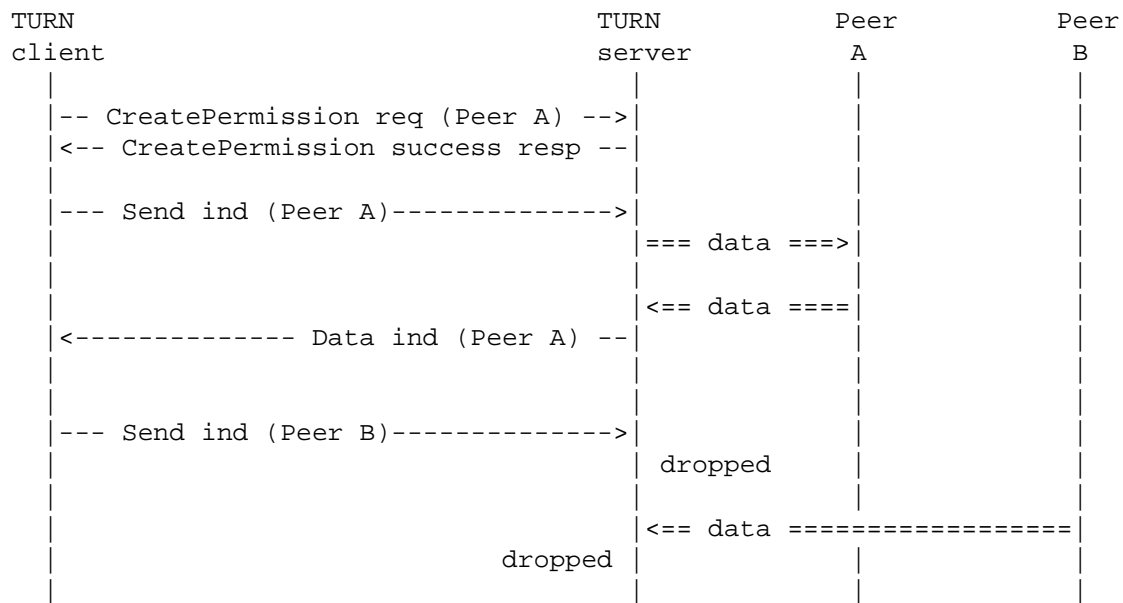 TURN                                 TURN           Peer          Peer
client                               server          A             B
|-- CreatePermission req (Peer A) -->|
|<-- CreatePermission success resp --|
|--- Send ind (Peer A)-------------->|
|=== data ===>|
|<== data ====|
|<-------------- Data ind (Peer A) --|
|--- Send ind (Peer B)-------------->|
dropped
|<== data ==================|
dropped